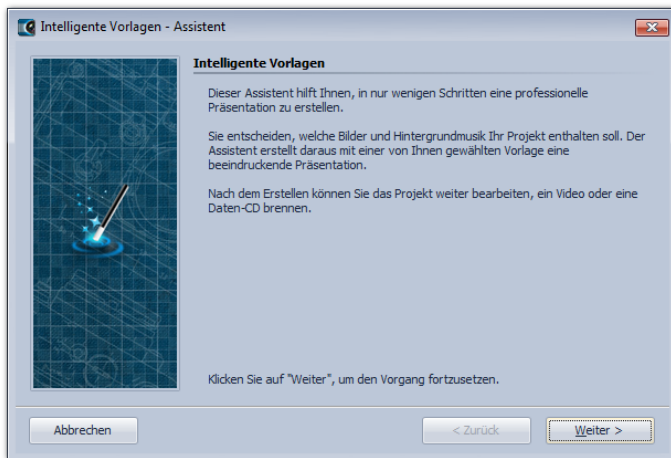 Intelligente Vorlagen - Assistent
Intelligente Vorlagen
Dieser Assistent hilft Ihnen, in nur wenigen Schritten eine professionelle
Präsentation zu erstellen.
Sie entscheiden, welche Bilder und Hintergrundmusik Ihr Projekt enthalten soll. Der
Assistent erstellt daraus mit einer von Ihnen gewählten Vorlage eine
beeindruckende Präsentation.
Nach dem Erstellen können Sie das Projekt weiter bearbeiten, ein Video oder eine
Daten-CD brennen.
Klicken Sie auf "Weiter", um den Vorgang fortzusetzen.
Abbrechen
< Zurück
Weiter >